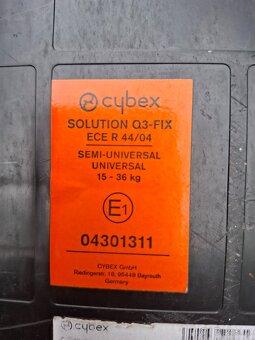 cybex
SOLUTION Q3-FIX
ECE R 44/04
SEMI-UNIVERSAL
UNIVERSAL
15 - 36 kg
E1
04301311
CYBEX GmbH
Riedingerstr. 18, 95448 Bayreuth
Germany
cybex